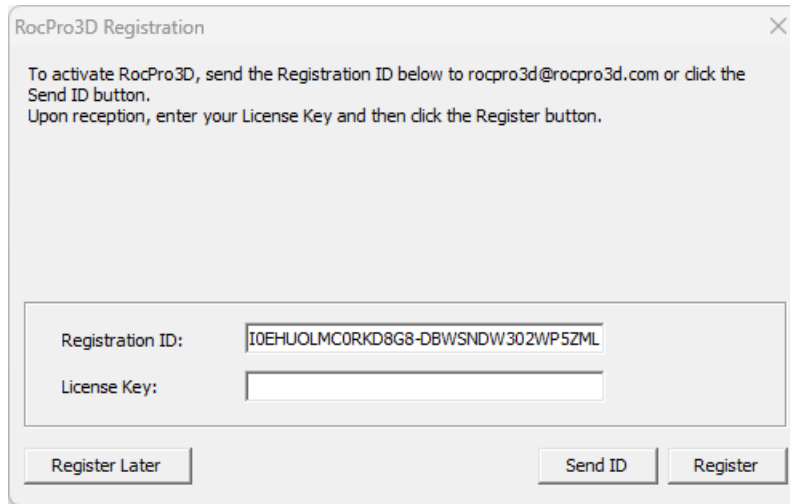 RocPro3D Registration
To activate RocPro3D, send the Registration ID below to rocpro3d@rocpro3d.com or click the
Send ID button.
Upon reception, enter your License Key and then click the Register button.
Registration ID: I0EHUOLMC0RKD8G8-DBWSNDW302WP5ZML
License Key:
Register Later Send ID Register